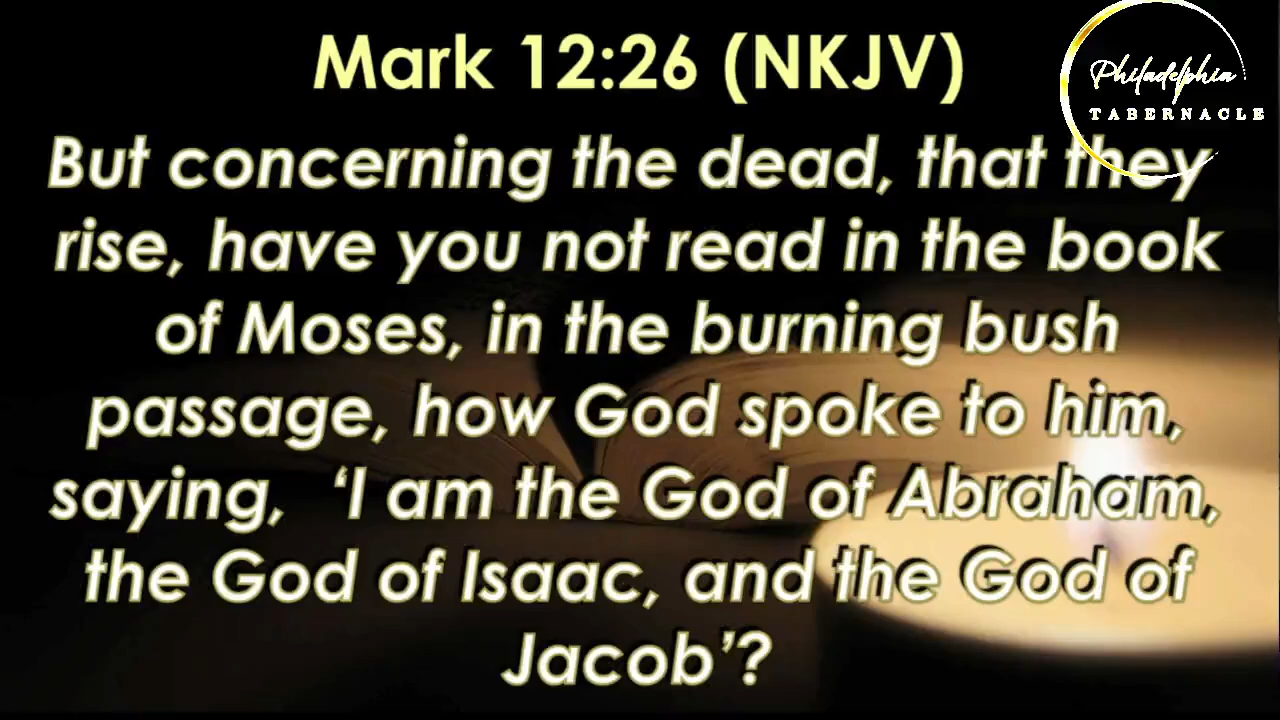 Mark 12:26 (NKJV)
Philadelphia
TABERNACLE
But concerning the dead, that they
rise, have you not read in the book
of Moses, in the burning bush
passage, how God spoke to him,
saying, ‘I am the God of Abraham,
the God of Isaac, and the God of
Jacob’?